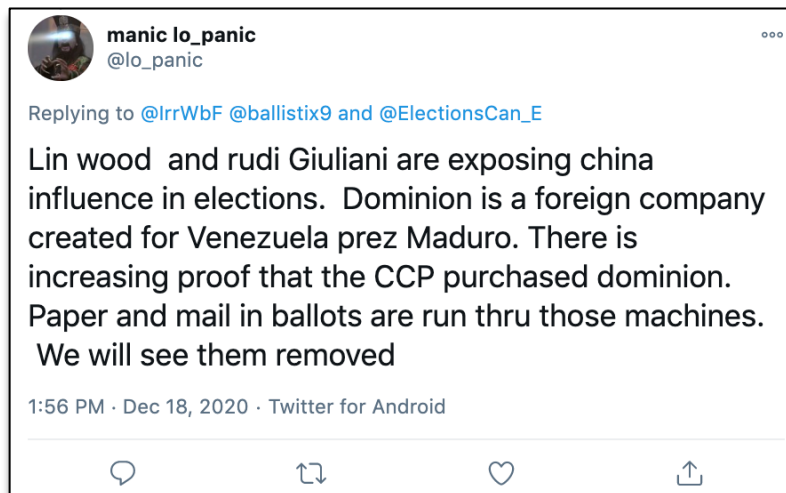 manic lo_panic
@lo_panic
Replying to @IrrWbF @ballistix9 and @ElectionsCan_E
Lin wood  and rudi Giuliani are exposing china
influence in elections.  Dominion is a foreign company
created for Venezuela prez Maduro. There is
increasing proof that the CCP purchased dominion.
Paper and mail in ballots are run thru those machines.
 We will see them removed
1:56 PM · Dec 18, 2020 · Twitter for Android